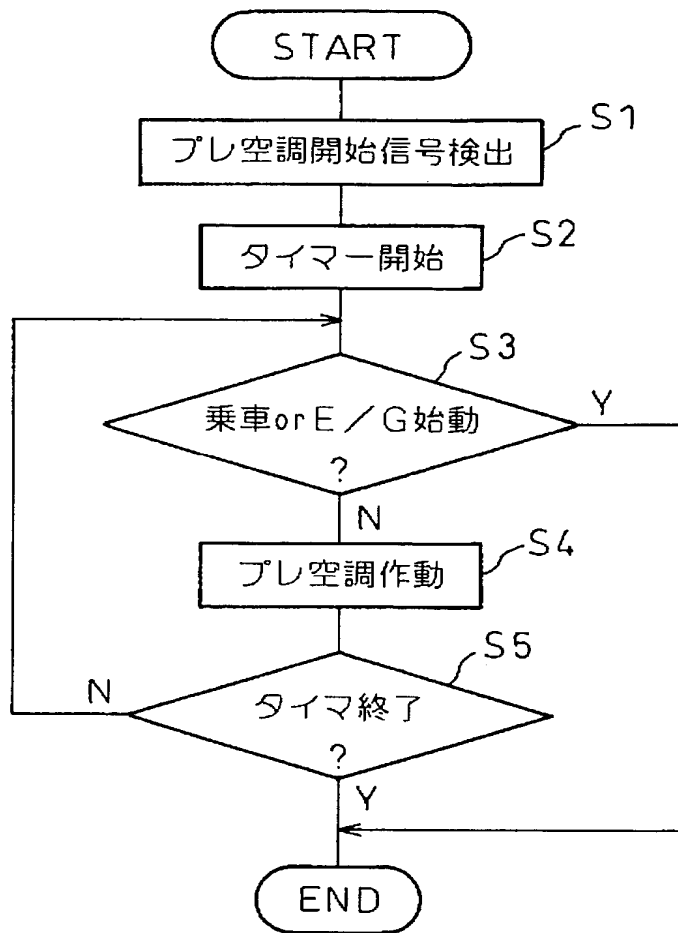 START
プレ空調開始信号検出
S1
タイマー開始
S2
S3
乗車orE/G始動
?
Y
N
プレ空調作動
S4
S5
N
タイマ終了
?
Y
END